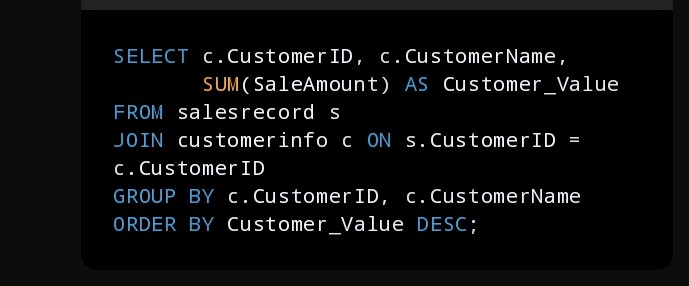 SELECT c.CustomerID, c.CustomerName,
SUM(SaleAmount) AS Customer_Value
FROM salesrecord s
JOIN customerinfo c ON s.CustomerID =
c.CustomerID
GROUP BY c.CustomerID, c.CustomerName
ORDER BY Customer_Value DESC;